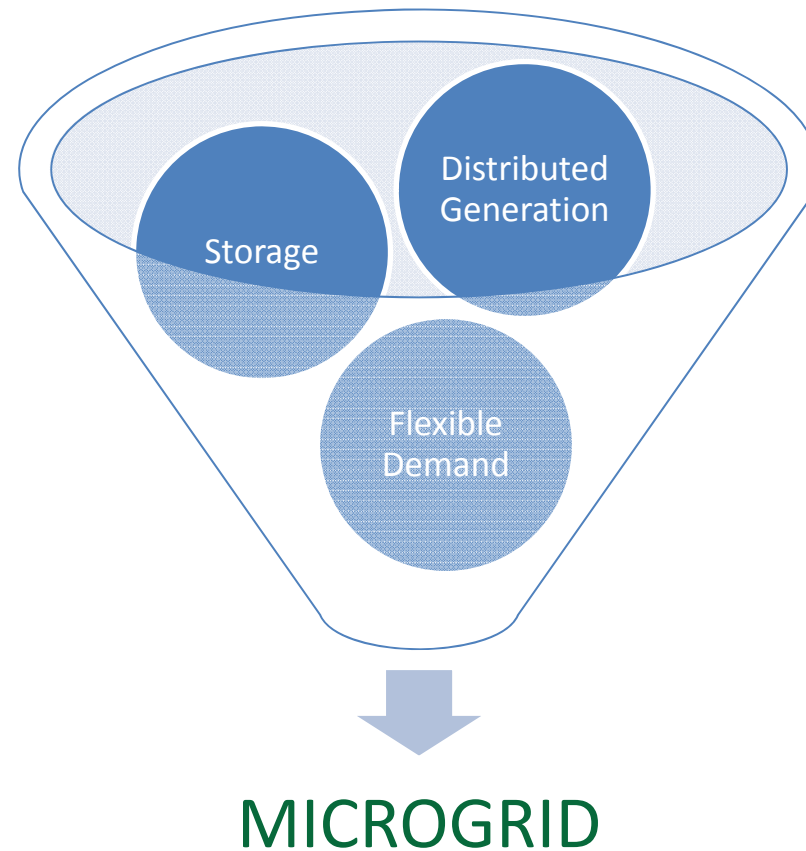 Distributed
Generation
Storage
Flexible
Demand
MICROGRID